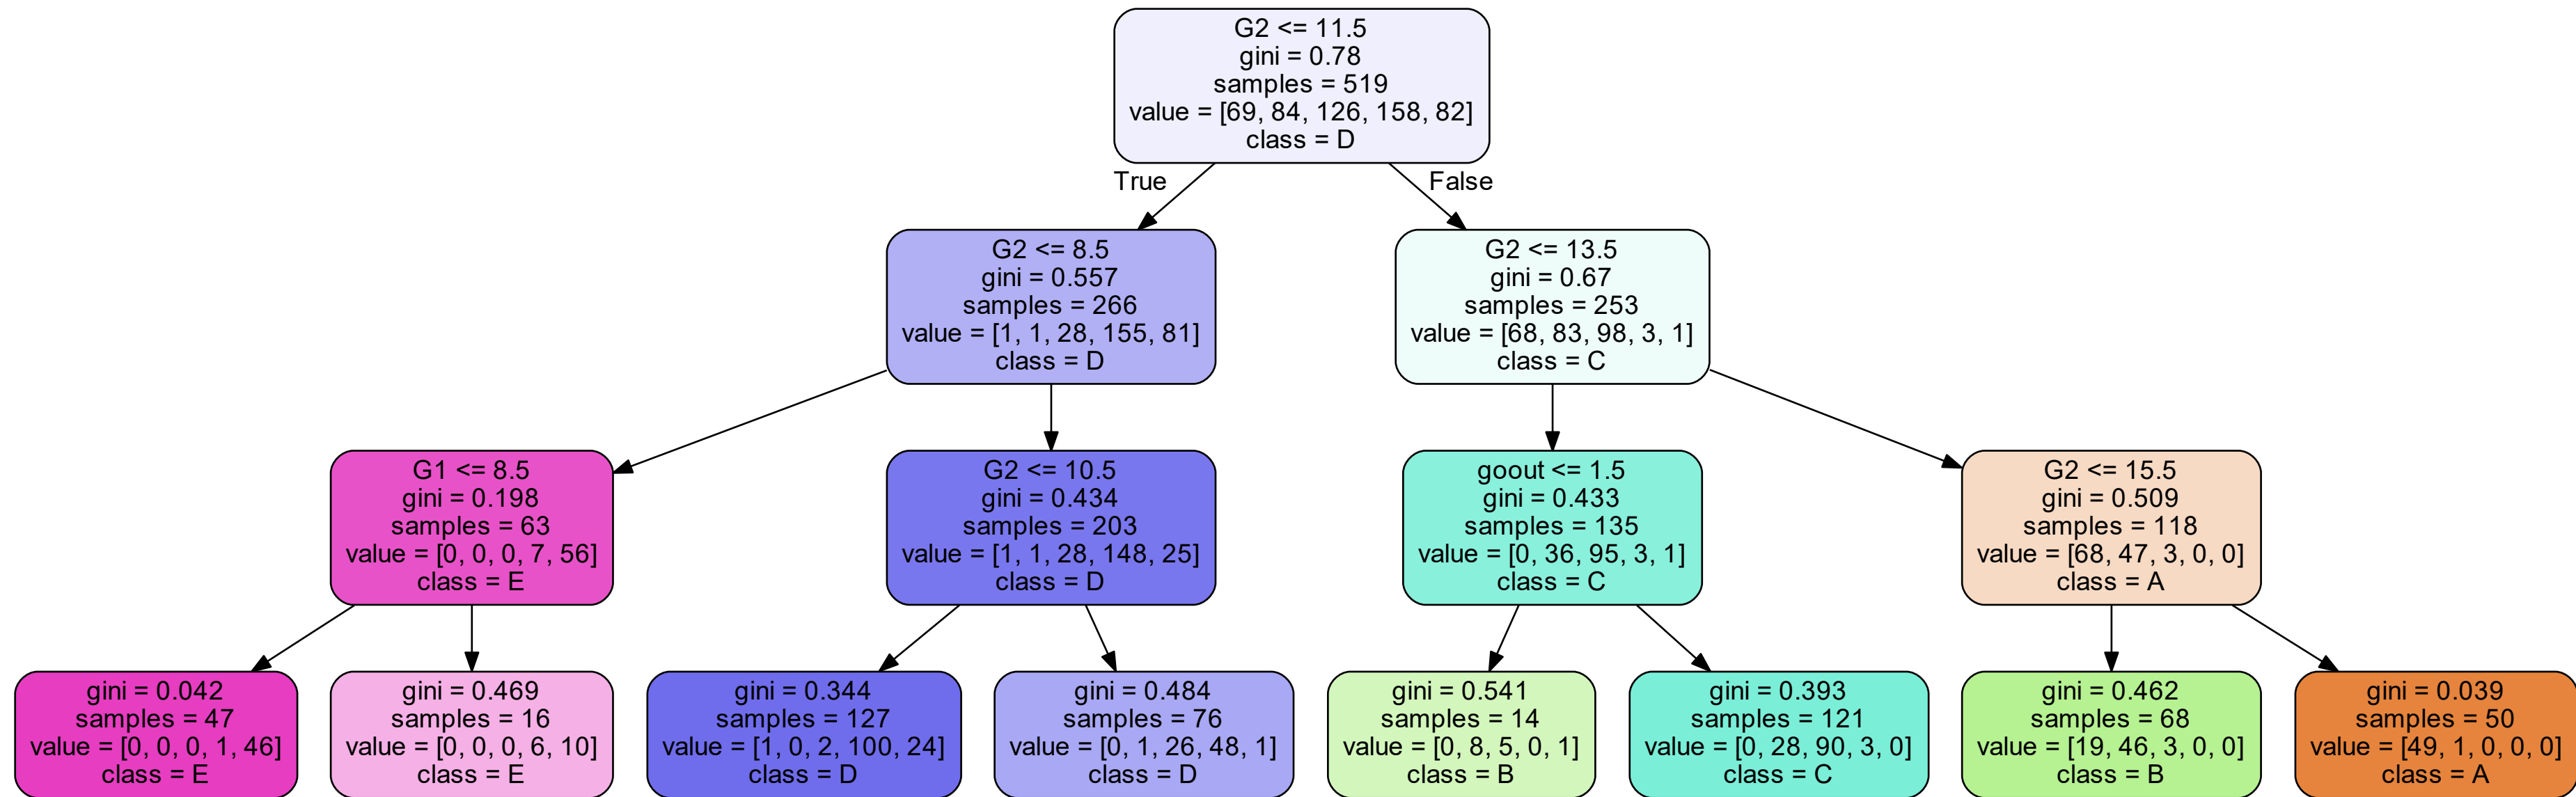 G2 <= 11.5
gini = 0.78
samples = 519
value = [69, 84, 126, 158, 82]
class = D
True
False
G2 <= 8.5
gini = 0.557
samples = 266
value = [1, 1, 28, 155, 81]
class = D
G2 <= 13.5
gini = 0.67
samples = 253
value = [68, 83, 98, 3, 1]
class = C
G1 <= 8.5
gini = 0.198
samples = 63
value = [0, 0, 0, 7, 56]
class = E
G2 <= 10.5
gini = 0.434
samples = 203
value = [1, 1, 28, 148, 25]
class = D
goout <= 1.5
gini = 0.433
samples = 135
value = [0, 36, 95, 3, 1]
class = C
G2 <= 15.5
gini = 0.509
samples = 118
value = [68, 47, 3, 0, 0]
class = A
gini = 0.042
samples = 47
value = [0, 0, 0, 1, 46]
class = E
gini = 0.469
samples = 16
value = [0, 0, 0, 6, 10]
class = E
gini = 0.344
samples = 127
value = [1, 0, 2, 100, 24]
class = D
gini = 0.484
samples = 76
value = [0, 1, 26, 48, 1]
class = D
gini = 0.541
samples = 14
value = [0, 8, 5, 0, 1]
class = B
gini = 0.393
samples = 121
value = [0, 28, 90, 3, 0]
class = C
gini = 0.462
samples = 68
value = [19, 46, 3, 0, 0]
class = B
gini = 0.039
samples = 50
value = [49, 1, 0, 0, 0]
class = A